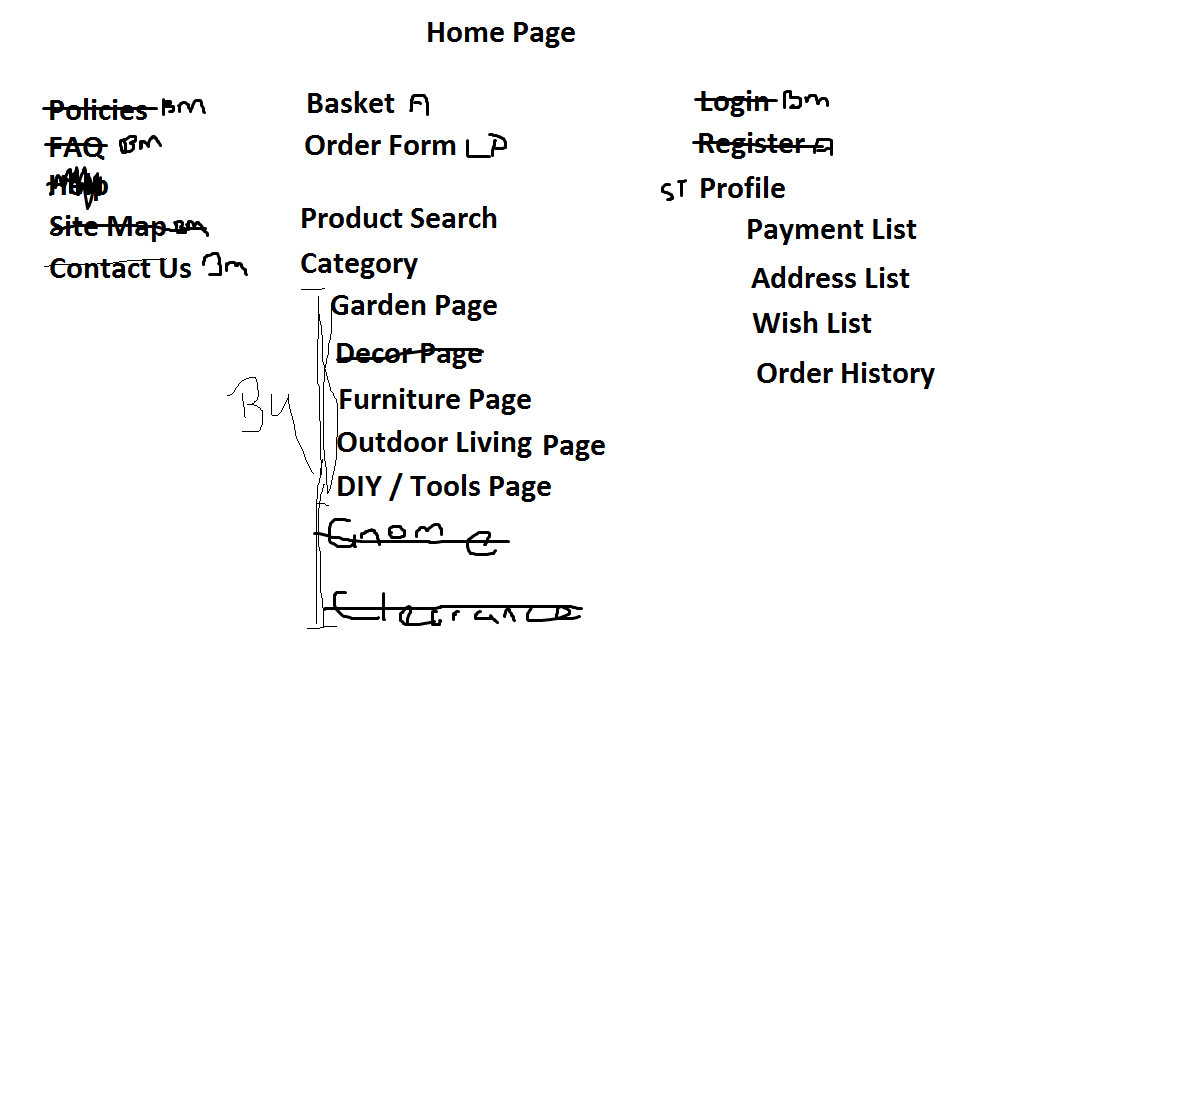 Home Page
Policies BM
FAQ BM
Help
Site Map BM
Contact Us Bm
Basket A
Order Form LP
Product Search
Category
By
Garden Page
Decor Page
Furniture Page
Outdoor Living Page
DIY / Tools Page
Gnome
Clearance
Login Bm
Register A
ST Profile
Payment List
Address List
Wish List
Order History